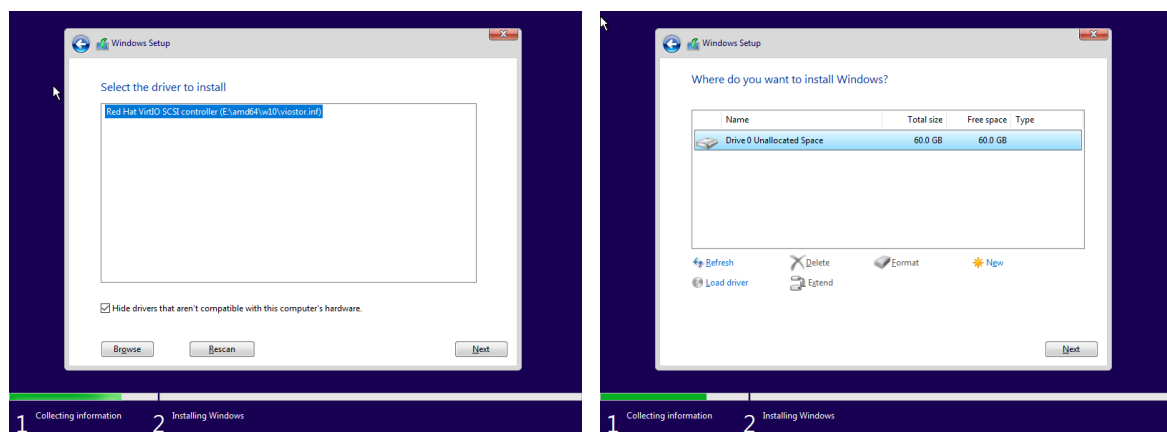 Windows Setup
Select the driver to install
Red Hat VirtIO SCSI controller (E:\amd64\w10\viostor.inf)
Hide drivers that aren't compatible with this computer's hardware.
Browse Rescan Next
1 Collecting information 2 Installing Windows
Windows Setup
Where do you want to install Windows?
Name Total size Free space Type
Drive 0 Unallocated Space 60.0 GB 60.0 GB
Refresh Delete Format New
Load driver Extend
Next
1 Collecting information 2 Installing Windows